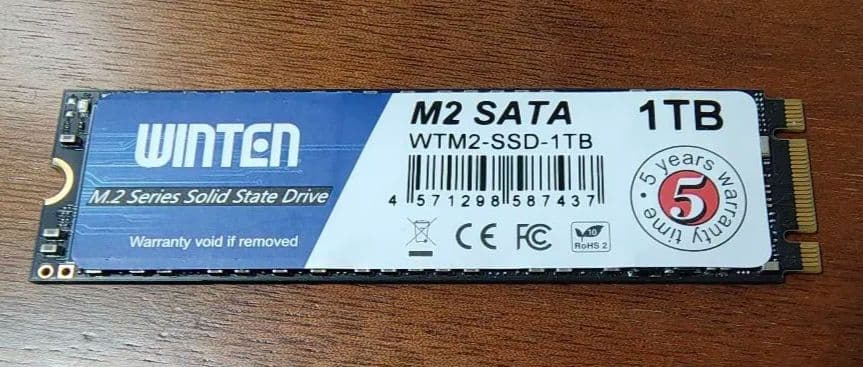 WINTEN
M.2 Series Solid State Drive
Warranty void if removed
M2 SATA
WTM2-SSD-1TB
4 571298 587437
CE FC
10
RoHS 2
1TB
5 years warranty time •
5